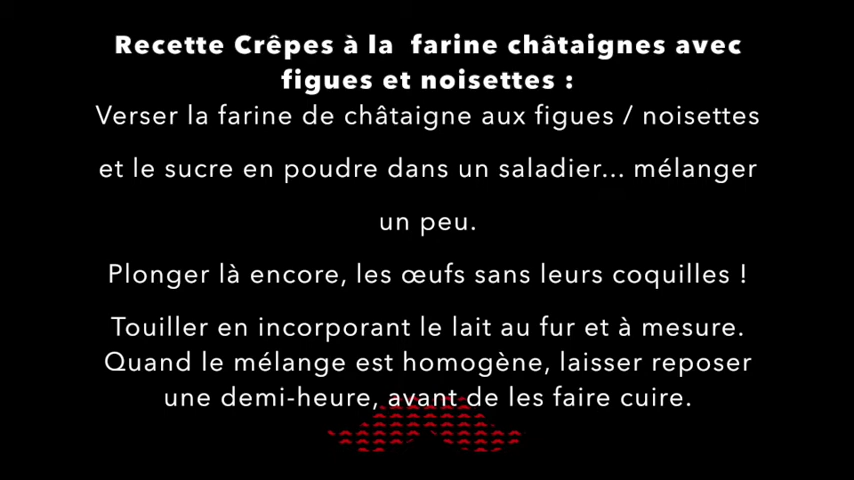 Recette Crêpes à la farine châtaignes avec
figues et noisettes :
Verser la farine de châtaigne aux figues / noisettes
et le sucre en poudre dans un saladier... mélanger
un peu.
Plonger là encore, les œufs sans leurs coquilles !
Touiller en incorporant le lait au fur et à mesure.
Quand le mélange est homogène, laisser reposer
une demi-heure, avant de les faire cuire.